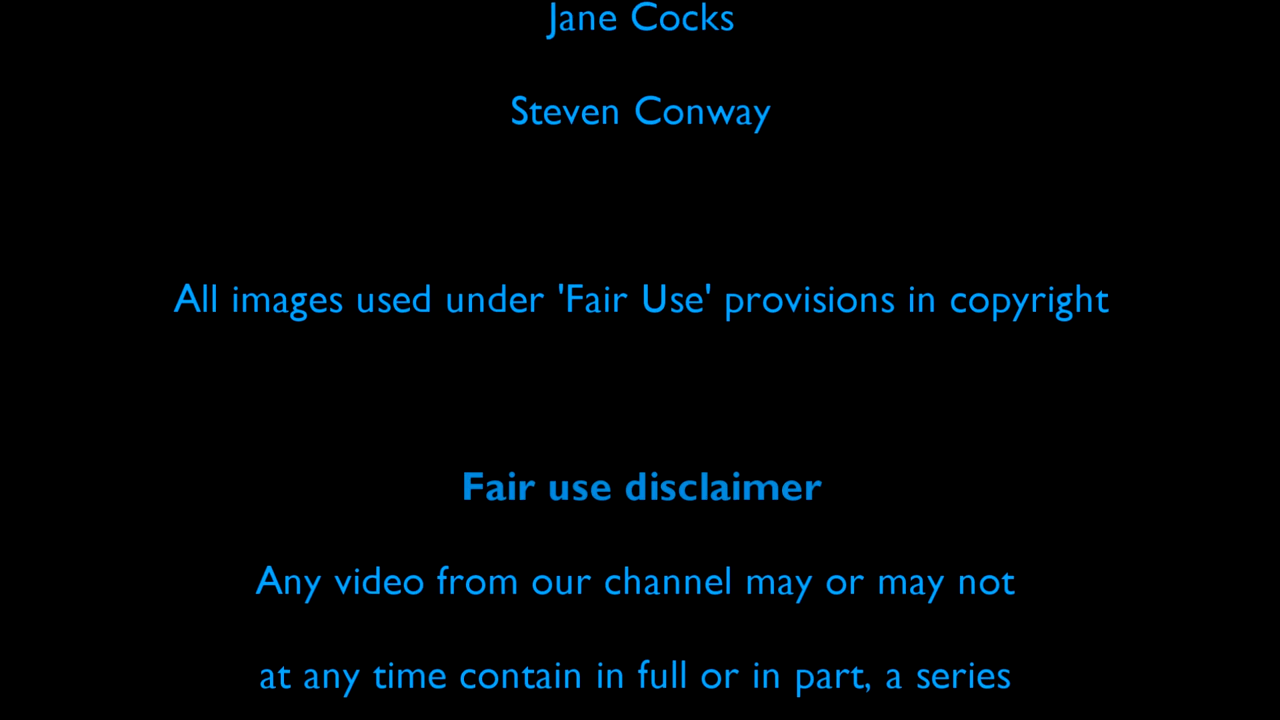 Jane Cocks
Steven Conway
All images used under 'Fair Use' provisions in copyright
Fair use disclaimer
Any video from our channel may or may not
at any time contain in full or in part, a series